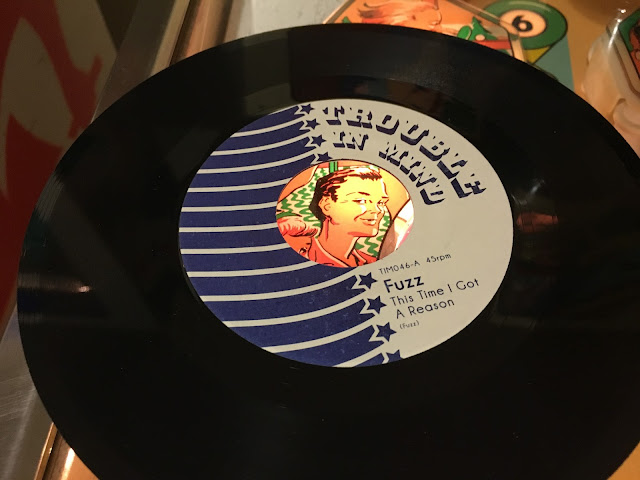 TROUBLE
IN MIND
6
TIM046-A 45rpm
Fuzz
This Time I Got
A Reason
(Fuzz)